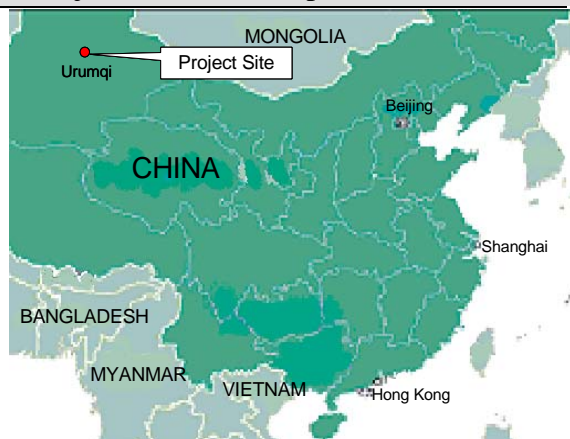 MONGOLIA
Project Site
Urumqi
Beijing
CHINA
Shanghai
BANGLADESH
MYANMAR
VIETNAM
Hong Kong